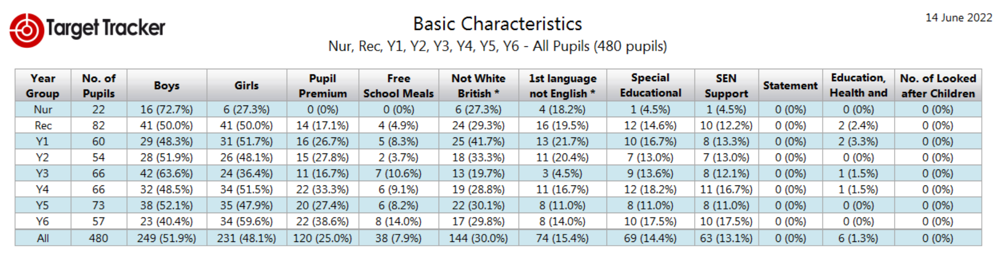 Target Tracker
Basic Characteristics
14 June 2022
Nur, Rec, Y1, Y2, Y3, Y4, Y5, Y6 - All Pupils (480 pupils)
Year Group No. of Pupils Boys Girls Pupil Premium Free School Meals Not White British * 1st language not English * Special Educational SEN Support Statement Education, Health and No. of Looked after Children
Nur 22 16 (72.7%) 6 (27.3%) 0 (0%) 0 (0%) 6 (27.3%) 4 (18.2%) 1 (4.5%) 1 (4.5%) 0 (0%) 0 (0%) 0 (0%)
Rec 82 41 (50.0%) 41 (50.0%) 14 (17.1%) 4 (4.9%) 24 (29.3%) 16 (19.5%) 12 (14.6%) 10 (12.2%) 0 (0%) 2 (2.4%) 0 (0%)
Y1 60 29 (48.3%) 31 (51.7%) 16 (26.7%) 5 (8.3%) 25 (41.7%) 13 (21.7%) 10 (16.7%) 8 (13.3%) 0 (0%) 2 (3.3%) 0 (0%)
Y2 54 28 (51.9%) 26 (48.1%) 15 (27.8%) 2 (3.7%) 18 (33.3%) 11 (20.4%) 7 (13.0%) 7 (13.0%) 0 (0%) 0 (0%) 0 (0%)
Y3 66 42 (63.6%) 24 (36.4%) 11 (16.7%) 7 (10.6%) 13 (19.7%) 3 (4.5%) 9 (13.6%) 8 (12.1%) 0 (0%) 1 (1.5%) 0 (0%)
Y4 66 32 (48.5%) 34 (51.5%) 22 (33.3%) 6 (9.1%) 19 (28.8%) 11 (16.7%) 12 (18.2%) 11 (16.7%) 0 (0%) 1 (1.5%) 0 (0%)
Y5 73 38 (52.1%) 35 (47.9%) 20 (27.4%) 6 (8.2%) 22 (30.1%) 8 (11.0%) 8 (11.0%) 8 (11.0%) 0 (0%) 0 (0%) 0 (0%)
Y6 57 23 (40.4%) 34 (59.6%) 22 (38.6%) 8 (14.0%) 17 (29.8%) 8 (14.0%) 10 (17.5%) 10 (17.5%) 0 (0%) 0 (0%) 0 (0%)
All 480 249 (51.9%) 231 (48.1%) 120 (25.0%) 38 (7.9%) 144 (30.0%) 74 (15.4%) 69 (14.4%) 63 (13.1%) 0 (0%) 6 (1.3%) 0 (0%)